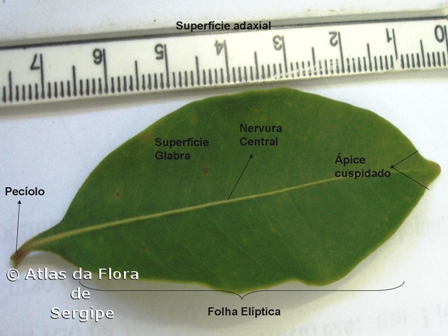 Superfície adaxial
7 6 5 4 3 2 1 0
Superfície
Glabra
Nervura
Central
Ápice
cuspidado
Pecíolo
© Atlas da Flora
de
Sergipe
Folha Elíptica